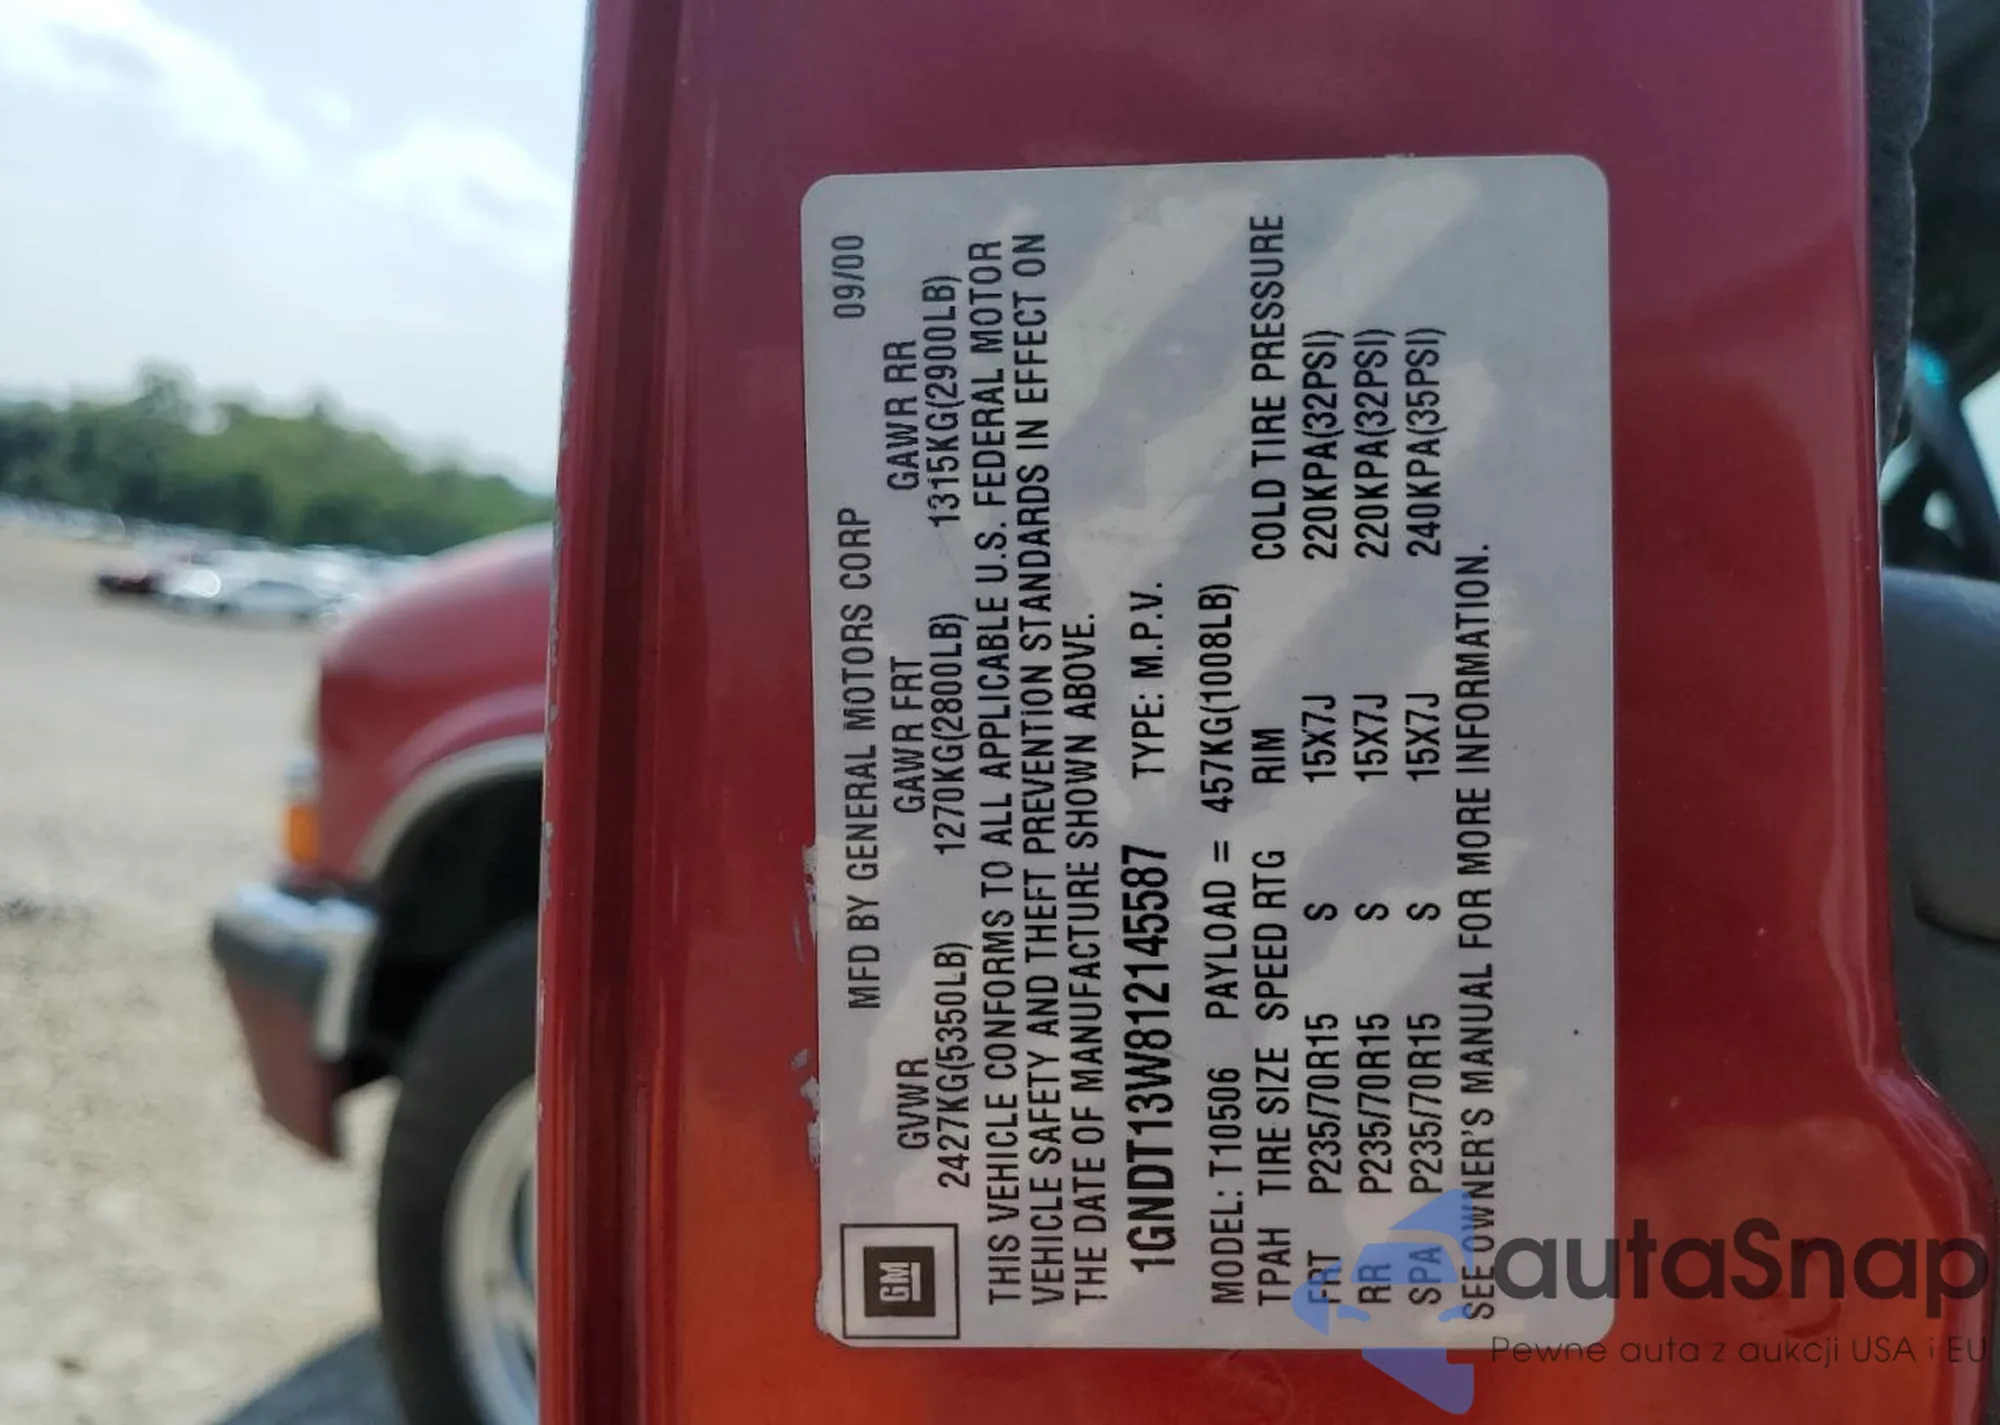 MFD BY GENERAL MOTORS CORP 09/00
GVWR GAWR FRT GAWR RR
2427KG(5350LB) 1270KG(2800LB) 1315KG(2900LB)
THIS VEHICLE CONFORMS TO ALL APPLICABLE U.S. FEDERAL MOTOR
VEHICLE SAFETY AND THEFT PREVENTION STANDARDS IN EFFECT ON
THE DATE OF MANUFACTURE SHOWN ABOVE.
1GNDT13W812145587 TYPE: M.P.V.
MODEL: T10506 PAYLOAD = 457KG(1008LB)
TPAH TIRE SIZE SPEED RTG RIM COLD TIRE PRESSURE
FRT P235/70R15 S 15X7J 220KPA(32PSI)
RR P235/70R15 S 15X7J 220KPA(32PSI)
SPA P235/70R15 S 15X7J 240KPA(35PSI)
SEE OWNER'S MANUAL FOR MORE INFORMATION.
GM
autaSnap
Pewne auta z aukcji USA i EU